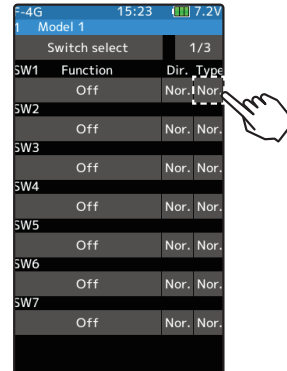 F-4G 15:23 7.2V
1 Model 1
Switch select 1/3
SW1 Function Dir. Type
Off Nor. Nor.
SW2
Off Nor. Nor.
SW3
Off Nor. Nor.
SW4
Off Nor. Nor.
SW5
Off Nor. Nor.
SW6
Off Nor. Nor.
SW7
Off Nor. Nor.